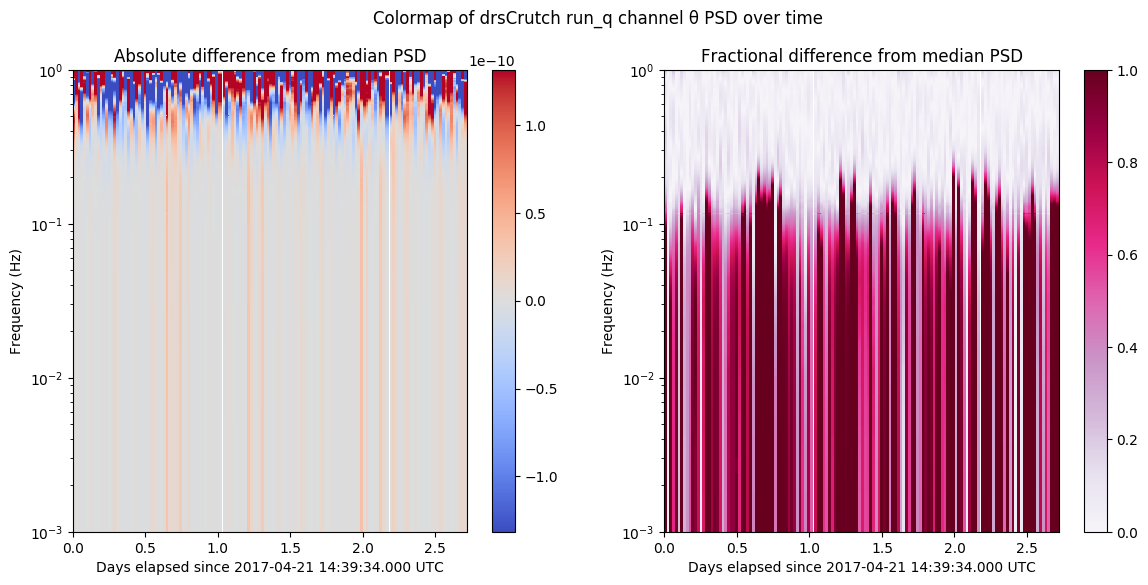 Colormap of drsCrutch run_q channel θ PSD over time
Absolute difference from median PSD
1e−10
10⁰
10⁻¹
10⁻²
10⁻³
Frequency (Hz)
0.0 0.5 1.0 1.5 2.0 2.5
Days elapsed since 2017-04-21 14:39:34.000 UTC
1.0
0.5
0.0
−0.5
−1.0
Fractional difference from median PSD
10⁰
10⁻¹
10⁻²
10⁻³
Frequency (Hz)
0.0 0.5 1.0 1.5 2.0 2.5
Days elapsed since 2017-04-21 14:39:34.000 UTC
1.0
0.8
0.6
0.4
0.2
0.0